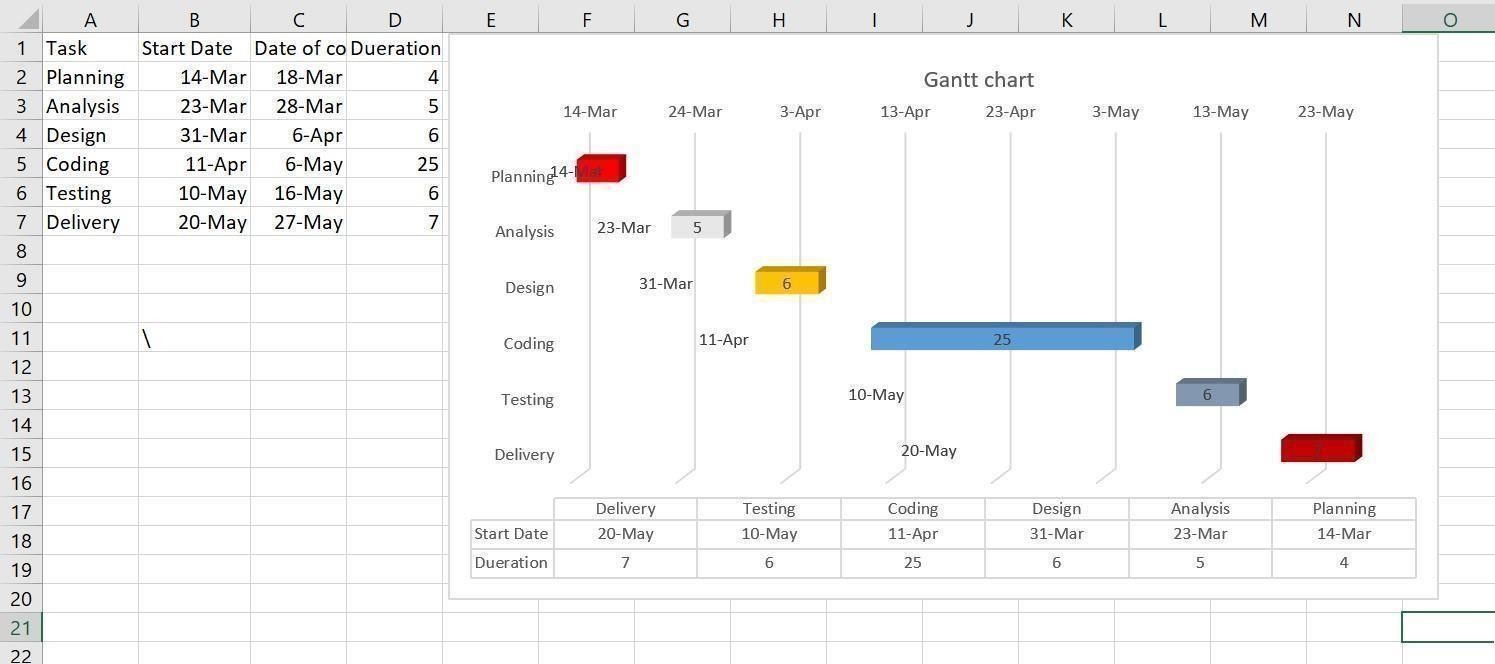 A B C D E F G H I J K L M N O
1 Task Start Date Date of co Dueration
2 Planning 14-Mar 18-Mar 4
3 Analysis 23-Mar 28-Mar 5
4 Design 31-Mar 6-Apr 6
5 Coding 11-Apr 6-May 25
6 Testing 10-May 16-May 6
7 Delivery 20-May 27-May 7
8
9
10
11 \
12
13
14
15
16
17
18
19
20
21
22
Gantt chart
14-Mar 24-Mar 3-Apr 13-Apr 23-Apr 3-May 13-May 23-May
Planning 14-Mar
Analysis 23-Mar 5
Design 31-Mar 6
Coding 11-Apr 25
Testing 10-May 6
Delivery 20-May 7
Delivery Testing Coding Design Analysis Planning
Start Date 20-May 10-May 11-Apr 31-Mar 23-Mar 14-Mar
Dueration 7 6 25 6 5 4